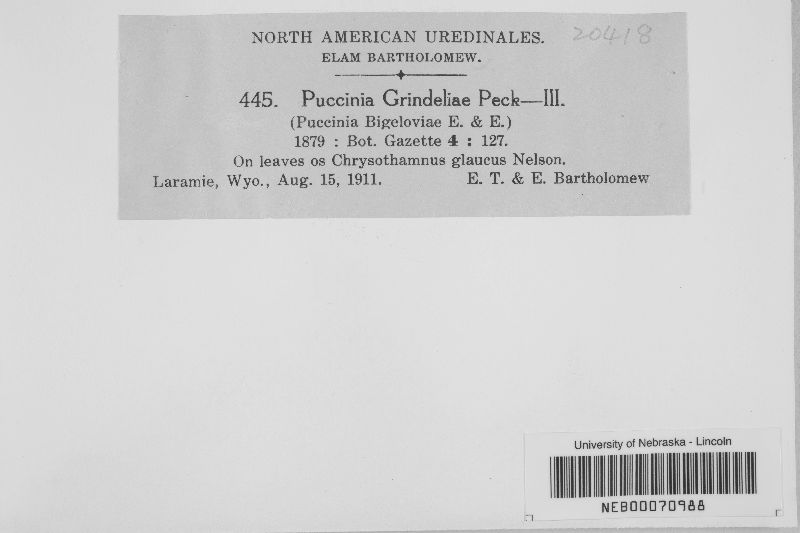 NORTH AMERICAN UREDINALES. 20418
ELAM BARTHOLOMEW.
445. Puccinia Grindeliae Peck—III.
(Puccinia Bigeloviae E. & E.)
1879 : Bot. Gazette 4 : 127.
On leaves os Chrysothamnus glaucus Nelson.
Laramie, Wyo., Aug. 15, 1911. E. T. & E. Bartholomew
University of Nebraska - Lincoln
NEB00070988